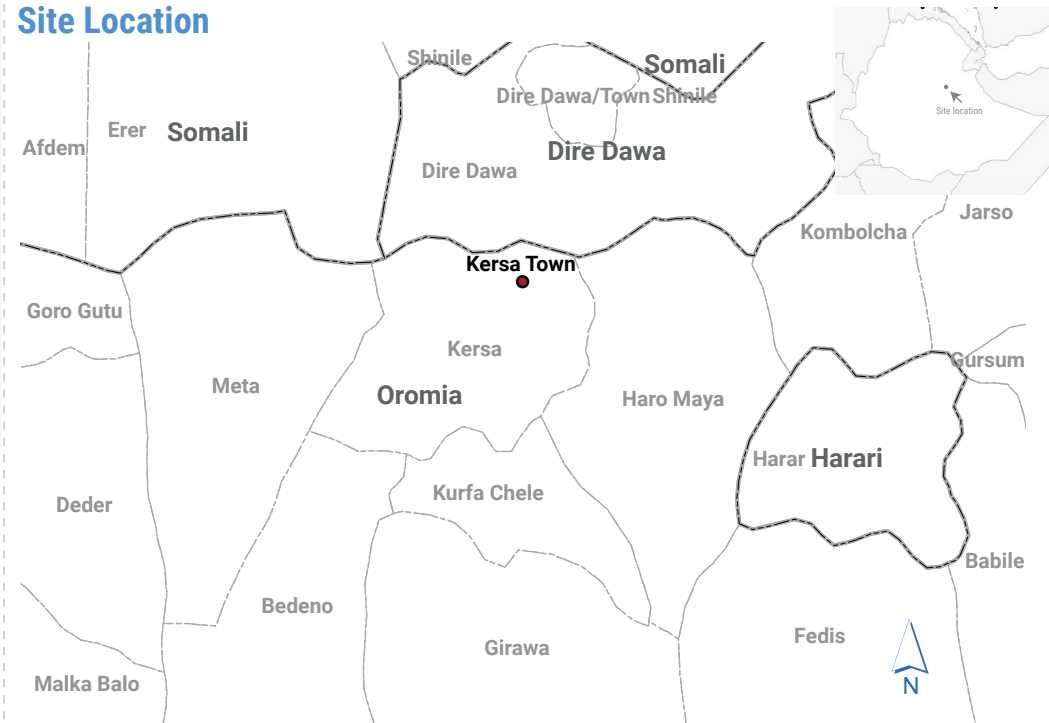 Site Location
Shinile
Somali
Dire Dawa/Town Shinile
Site location
Erer
Somali
Afdem
Dire Dawa
Dire Dawa
Jarso
Kombolcha
Kersa Town
Goro Gutu
Kersa
Gursum
Meta
Oromia
Haro Maya
Harar Harari
Kurfa Chele
Deder
Babile
Bedeno
Fedis
Girawa
Malka Balo
N